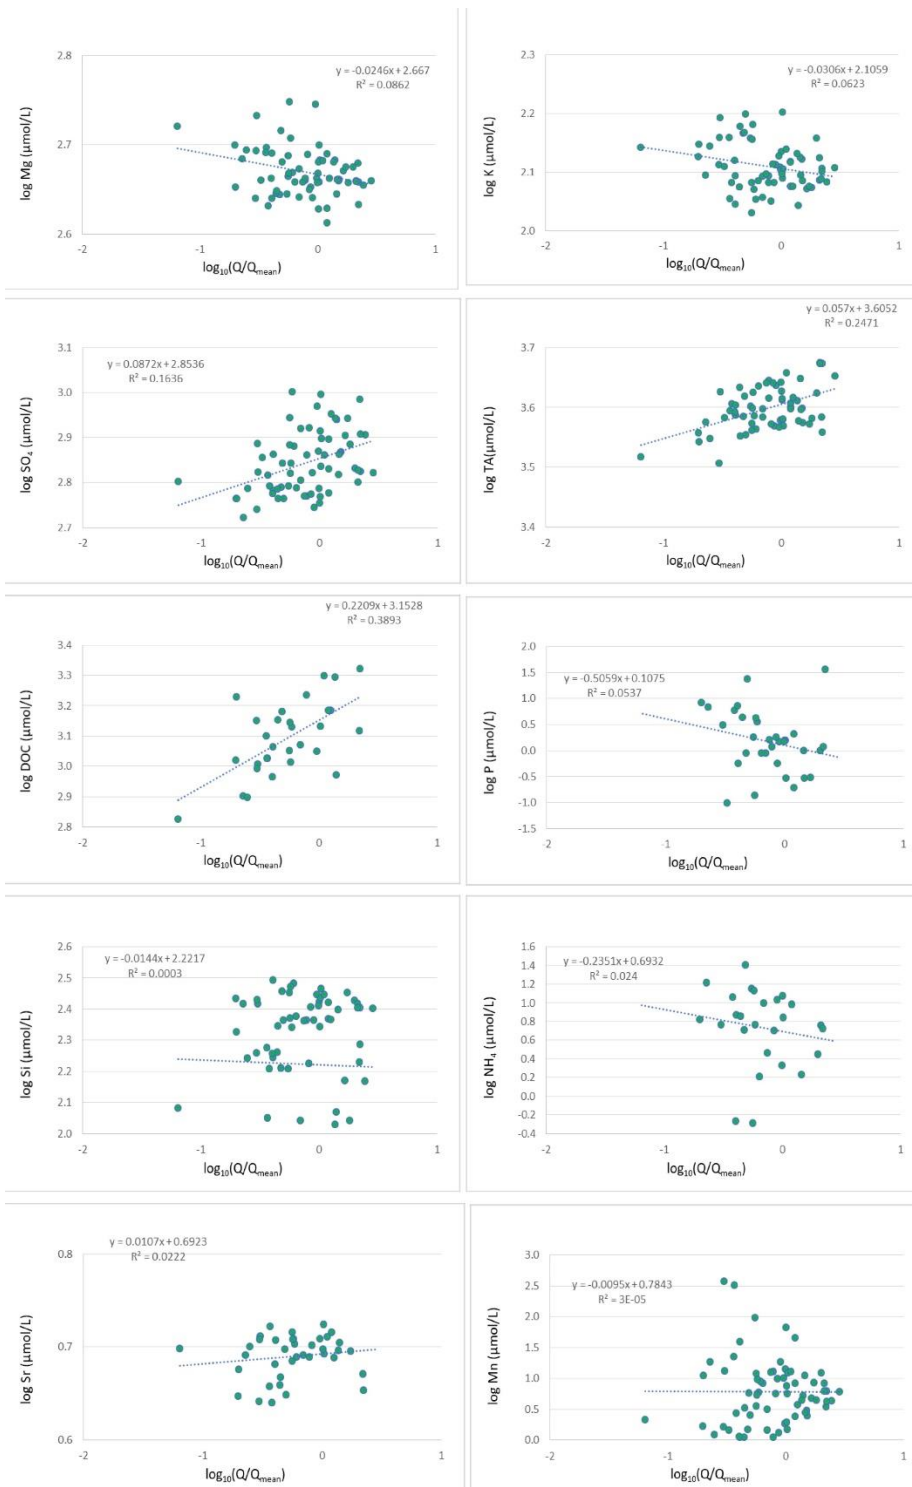 2.8
y = -0.0246x + 2.667
R² = 0.0862
log Mg (μmol/L)
2.7
2.6
-2
-1
0
1
log₁₀(Q/Qmean)
2.3
y = -0.0306x + 2.1059
R² = 0.0623
log K (μmol/L)
2.2
2.1
2.0
-2
-1
0
1
log₁₀(Q/Qmean)
3.1
y = 0.0872x + 2.8536
R² = 0.1636
log SO₄ (μmol/L)
3.0
2.9
2.8
2.7
-2
-1
0
1
log₁₀(Q/Qmean)
y = 0.057x + 3.6052
R² = 0.2471
3.7
log TA(μmol/L)
3.6
3.5
3.4
-2
-1
0
1
log₁₀(Q/Qmean)
y = 0.2209x + 3.1528
R² = 0.3893
3.4
3.3
log DOC (μmol/L)
3.2
3.1
3.0
2.9
2.8
-2
-1
0
1
log₁₀(Q/Qmean)
2.0
1.5
y = -0.5059x + 0.1075
R² = 0.0537
log P (μmol/L)
1.0
0.5
0.0
-0.5
-1.0
-1.5
-2
-1
0
1
log₁₀(Q/Qmean)
2.6
y = -0.0144x + 2.2217
R² = 0.0003
log Si (μmol/L)
2.5
2.4
2.3
2.2
2.1
2.0
-2
-1
0
1
log₁₀(Q/Qmean)
1.6
1.4
y = -0.2351x + 0.6932
R² = 0.024
log NH₄ (μmol/L)
1.2
1.0
0.8
0.6
0.4
0.2
0.0
-0.2
-0.4
-2
-1
0
1
log₁₀(Q/Qmean)
y = 0.0107x + 0.6923
R² = 0.0222
0.8
log Sr (μmol/L)
0.7
0.6
-2
-1
0
1
log₁₀(Q/Qmean)
3.0
2.5
y = -0.0095x + 0.7843
R² = 3E-05
log Mn (μmol/L)
2.0
1.5
1.0
0.5
0.0
-2
-1
0
1
log₁₀(Q/Qmean)